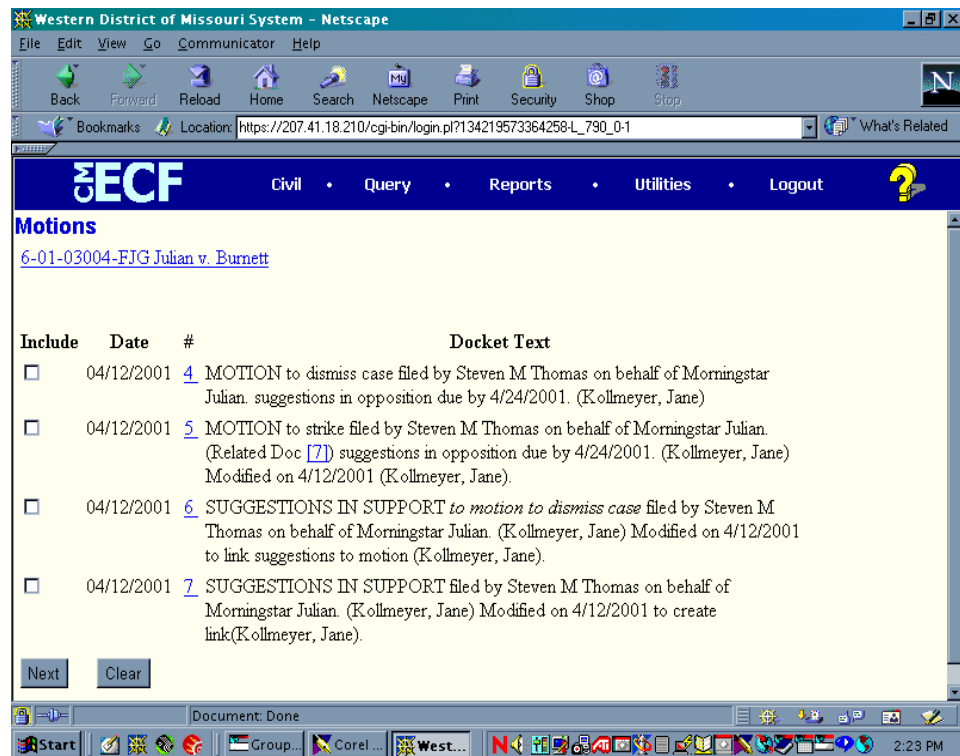 Western District of Missouri System - Netscape
File Edit View Go Communicator Help
My
N
Back Forward Reload Home Search Netscape Print Security Shop Stop
Bookmarks Location: https://207.41.18.210/cgi-bin/login.pl?134219573364258-L_790_0-1 What's Related
CM ECF Civil • Query • Reports • Utilities • Logout ?
Motions
6-01-03004-FJG Julian v. Burnett
Include Date # Docket Text
04/12/2001 4 MOTION to dismiss case filed by Steven M Thomas on behalf of Morningstar
Julian. suggestions in opposition due by 4/24/2001. (Kollmeyer, Jane)
04/12/2001 5 MOTION to strike filed by Steven M Thomas on behalf of Morningstar Julian.
(Related Doc [7]) suggestions in opposition due by 4/24/2001. (Kollmeyer, Jane)
Modified on 4/12/2001 (Kollmeyer, Jane).
04/12/2001 6 SUGGESTIONS IN SUPPORT to motion to dismiss case filed by Steven M
Thomas on behalf of Morningstar Julian. (Kollmeyer, Jane) Modified on 4/12/2001
to link suggestions to motion (Kollmeyer, Jane).
04/12/2001 7 SUGGESTIONS IN SUPPORT filed by Steven M Thomas on behalf of
Morningstar Julian. (Kollmeyer, Jane) Modified on 4/12/2001 to create
link(Kollmeyer, Jane).
Next Clear
Document: Done
Start Group... Corel ... West... 2:23 PM